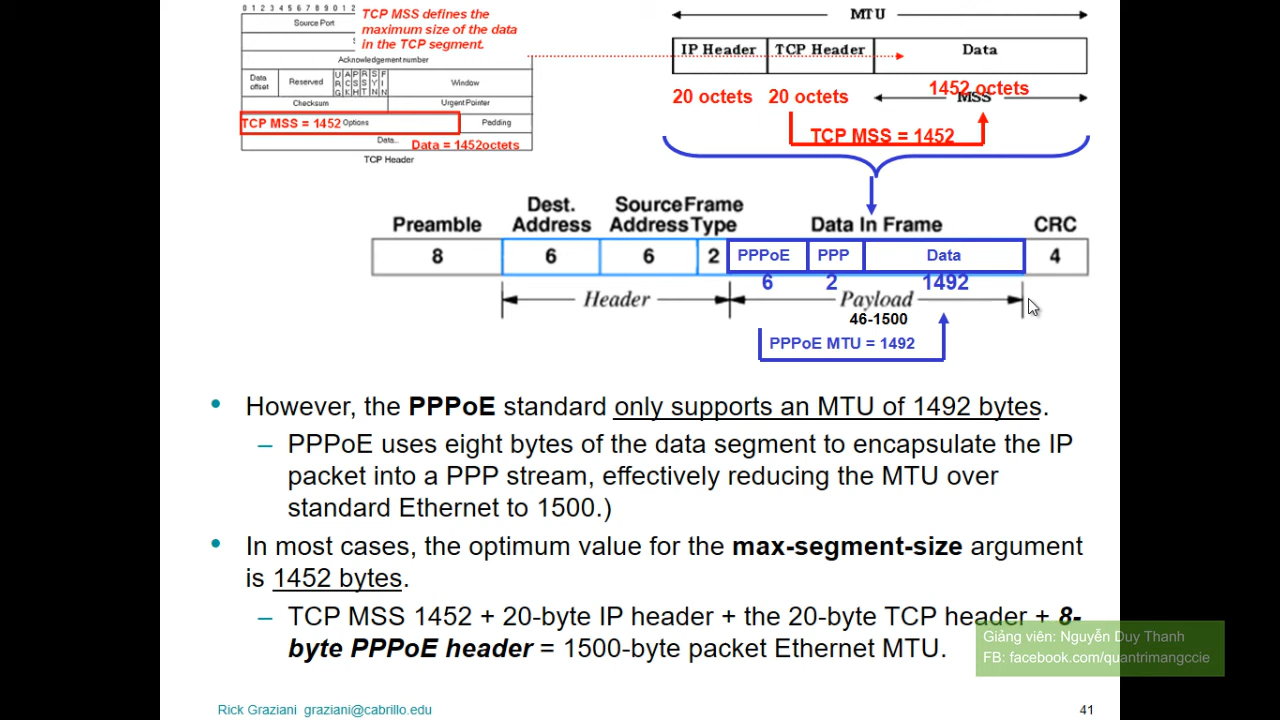 0 1 2 3 4 5 6 7 8 9 0 1 2
Source Port
TCP MSS defines the
maximum size of the data
in the TCP segment.
Acknowledgement number
Data offset
Reserved
URG ACK PSH RST SYN FIN
Window
Checksum
Urgent Pointer
TCP MSS = 1452 Options
Padding
Data...
Data = 1452octets
TCP Header
MTU
IP Header TCP Header Data
20 octets 20 octets 1452 octets
MSS
TCP MSS = 1452
Preamble Dest. Address Source Address Frame Type Data In Frame CRC
8 6 6 2 PPPoE PPP Data 4
6 2 1492
Header Payload
46-1500
PPPoE MTU = 1492
• However, the PPPoE standard only supports an MTU of 1492 bytes.
– PPPoE uses eight bytes of the data segment to encapsulate the IP
packet into a PPP stream, effectively reducing the MTU over
standard Ethernet to 1500.)
• In most cases, the optimum value for the max-segment-size argument
is 1452 bytes.
– TCP MSS 1452 + 20-byte IP header + the 20-byte TCP header + 8-
byte PPPoE header = 1500-byte packet Ethernet MTU.
Giảng viên: Nguyễn Duy Thanh
FB: facebook.com/quantrimangccie
Rick Graziani graziani@cabrillo.edu
41